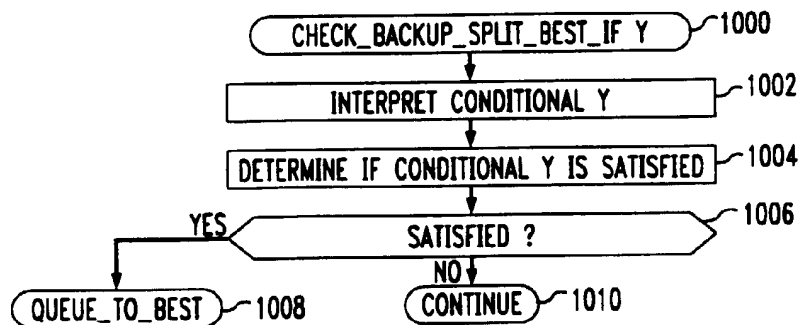 CHECK_BACKUP_SPLIT_BEST_IF Y
1000
INTERPRET CONDITIONAL Y
1002
DETERMINE IF CONDITIONAL Y IS SATISFIED
1004
SATISFIED ?
1006
YES
NO
QUEUE_TO_BEST
1008
CONTINUE
1010